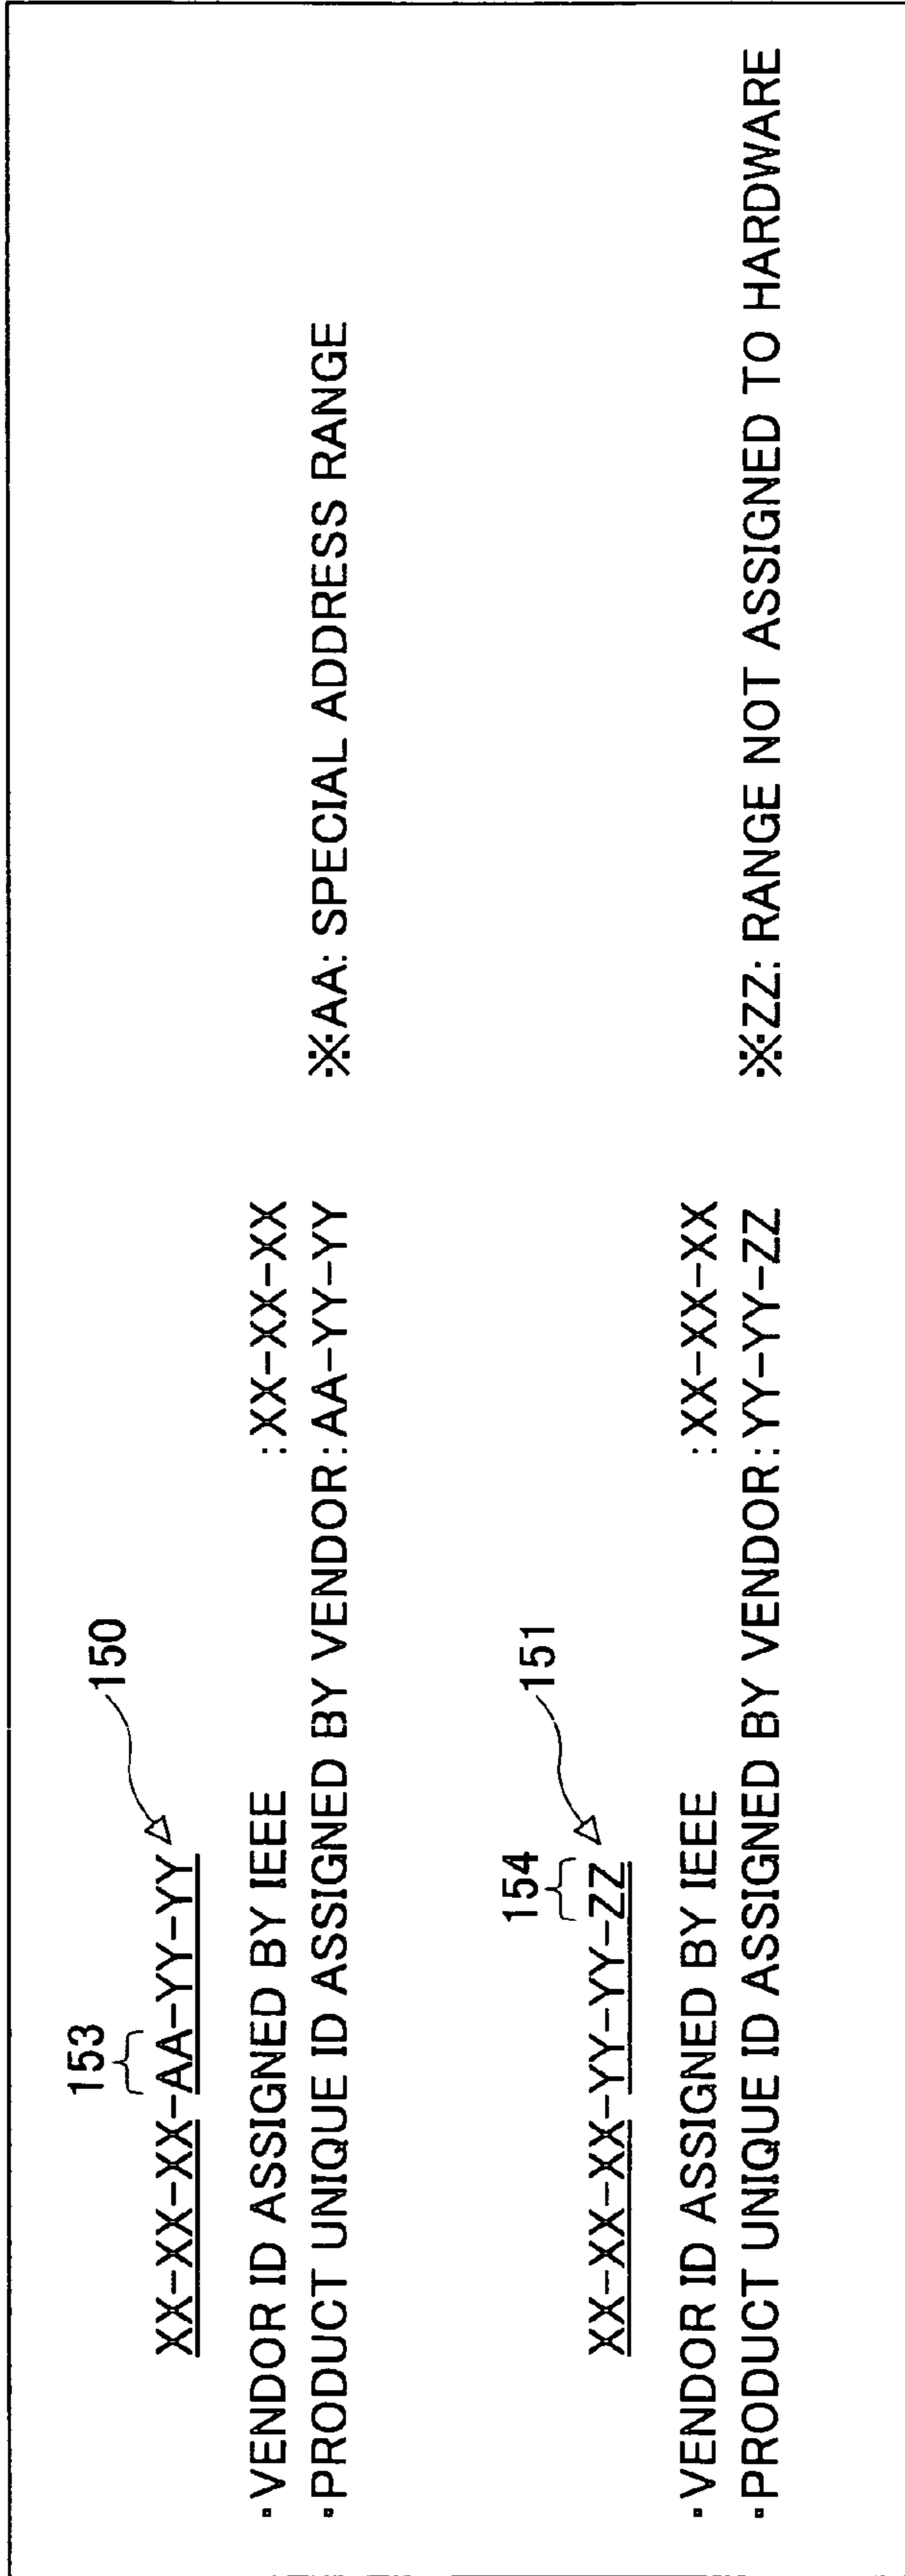 153
150
XX-XX-XX-AA-YY-YY
・VENDOR ID ASSIGNED BY IEEE :XX-XX-XX
・PRODUCT UNIQUE ID ASSIGNED BY VENDOR:AA-YY-YY ※AA: SPECIAL ADDRESS RANGE
154
151
XX-XX-XX-YY-YY-ZZ
・VENDOR ID ASSIGNED BY IEEE :XX-XX-XX
・PRODUCT UNIQUE ID ASSIGNED BY VENDOR:YY-YY-ZZ ※ZZ: RANGE NOT ASSIGNED TO HARDWARE